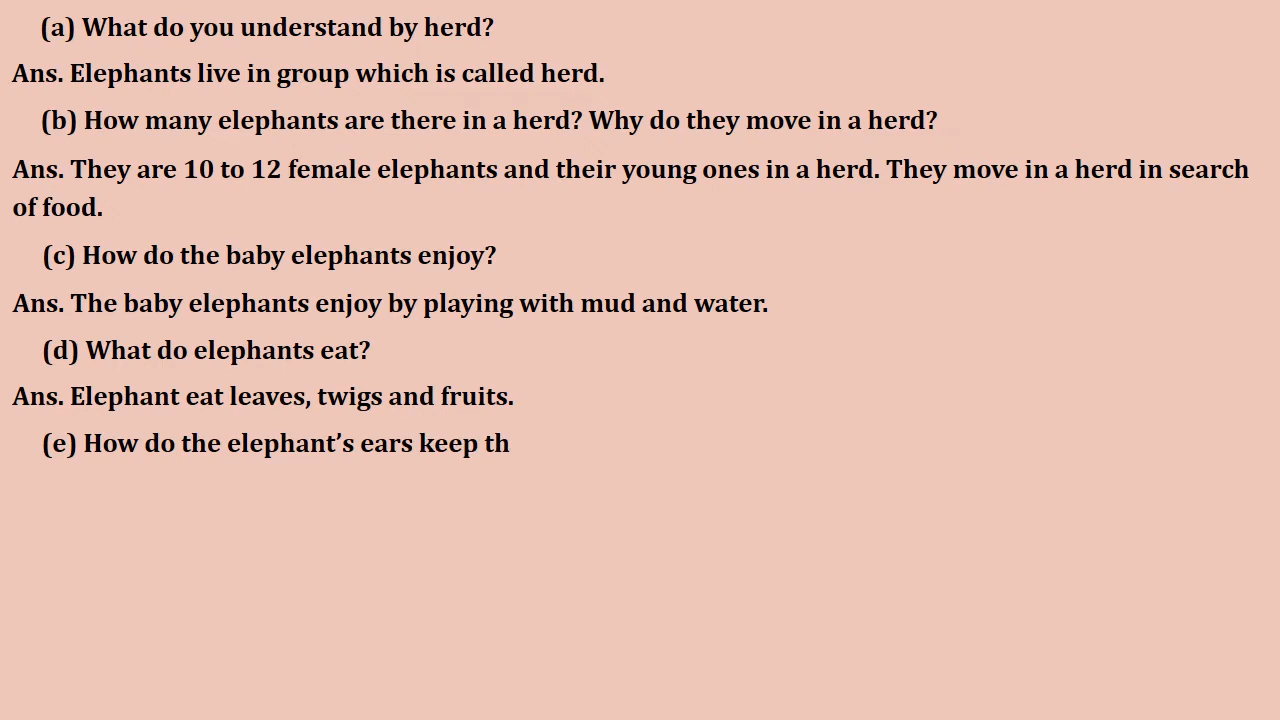 (a) What do you understand by herd?
Ans. Elephants live in group which is called herd.
(b) How many elephants are there in a herd? Why do they move in a herd?
Ans. They are 10 to 12 female elephants and their young ones in a herd. They move in a herd in search
of food.
(c) How do the baby elephants enjoy?
Ans. The baby elephants enjoy by playing with mud and water.
(d) What do elephants eat?
Ans. Elephant eat leaves, twigs and fruits.
(e) How do the elephant’s ears keep th